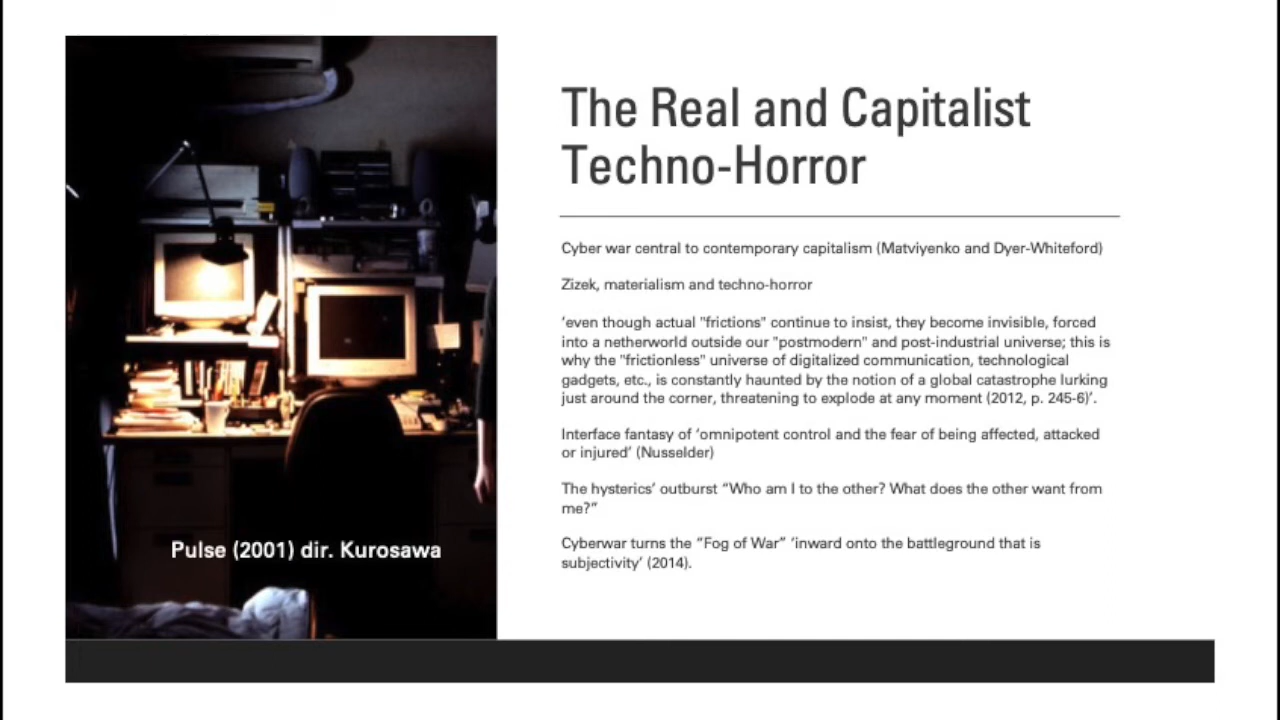 The Real and Capitalist
Techno-Horror
Cyber war central to contemporary capitalism (Matviyenko and Dyer-Whiteford)
Zizek, materialism and techno-horror
‘even though actual "frictions" continue to insist, they become invisible, forced
into a netherworld outside our "postmodern" and post-industrial universe; this is
why the "frictionless" universe of digitalized communication, technological
gadgets, etc., is constantly haunted by the notion of a global catastrophe lurking
just around the corner, threatening to explode at any moment (2012, p. 245-6)’.
Interface fantasy of ‘omnipotent control and the fear of being affected, attacked
or injured’ (Nusselder)
The hysterics’ outburst “Who am I to the other? What does the other want from
me?”
Cyberwar turns the “Fog of War” ‘inward onto the battleground that is
subjectivity’ (2014).
Pulse (2001) dir. Kurosawa